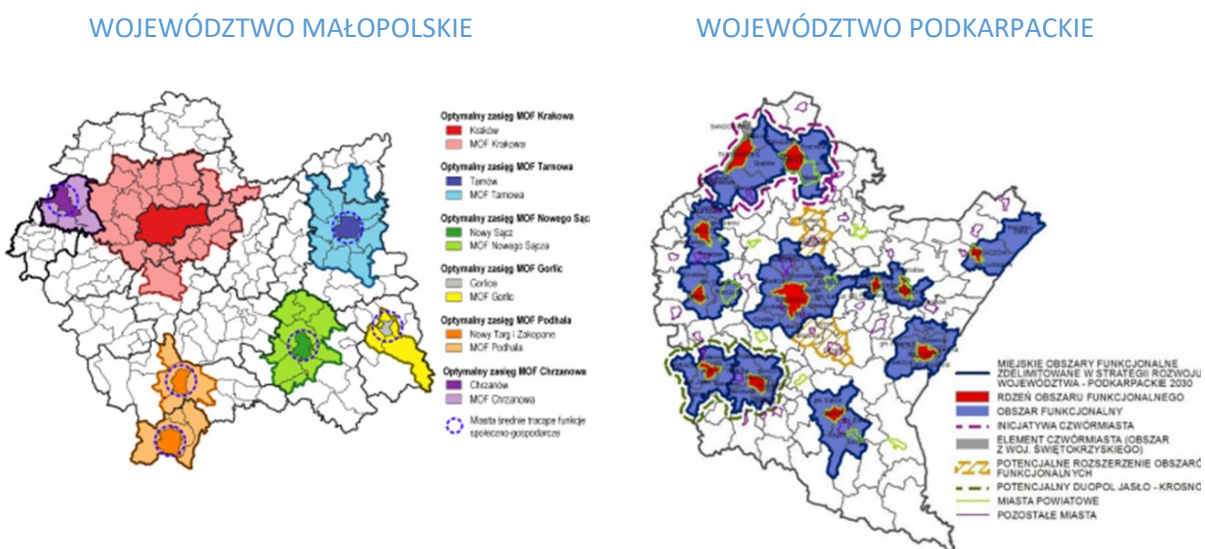 WOJEWÓDZTWO MAŁOPOLSKIE
WOJEWÓDZTWO PODKARPACKIE
Optymalny zasięg MOF Krakowa
Kraków
MOF Krakowa
Optymalny zasięg MOF Tarnowa
Tarnów
MOF Tarnowa
Optymalny zasięg MOF Nowego Sącz
Nowy Sącz
MOF Nowego Sącza
Optymalny zasięg MOF Gorlic
Gorlice
MOF Gorlic
Optymalny zasięg MOF Podhala
Nowy Targ i Zakopane
MOF Podhala
Optymalny zasięg MOF Chrzanowa
Chrzanów
MOF Chrzanowa
Miasta średnie tracące funkcje
społeczno-gospodarcze
MIEJSKIE OBSZARY FUNKCJONALNE
ZDELIMITOWANE W STRATEGII ROZWOJU
WOJEWÓDZTWA - PODKARPACKIE 2030
RDZEŃ OBSZARU FUNKCJONALNEGO
OBSZAR FUNKCJONALNY
INICJATYWA CZWÓRMIASTA
ELEMENT CZWÓRMIASTA (OBSZAR
Z WOJ. ŚWIĘTOKRZYSKIEGO)
POTENCJALNE ROZSZERZENIE OBSZARÓ
FUNKCJONALNYCH
POTENCJALNY DUOPOL JASŁO - KROSNO
MIASTA POWIATOWE
POZOSTAŁE MIASTA